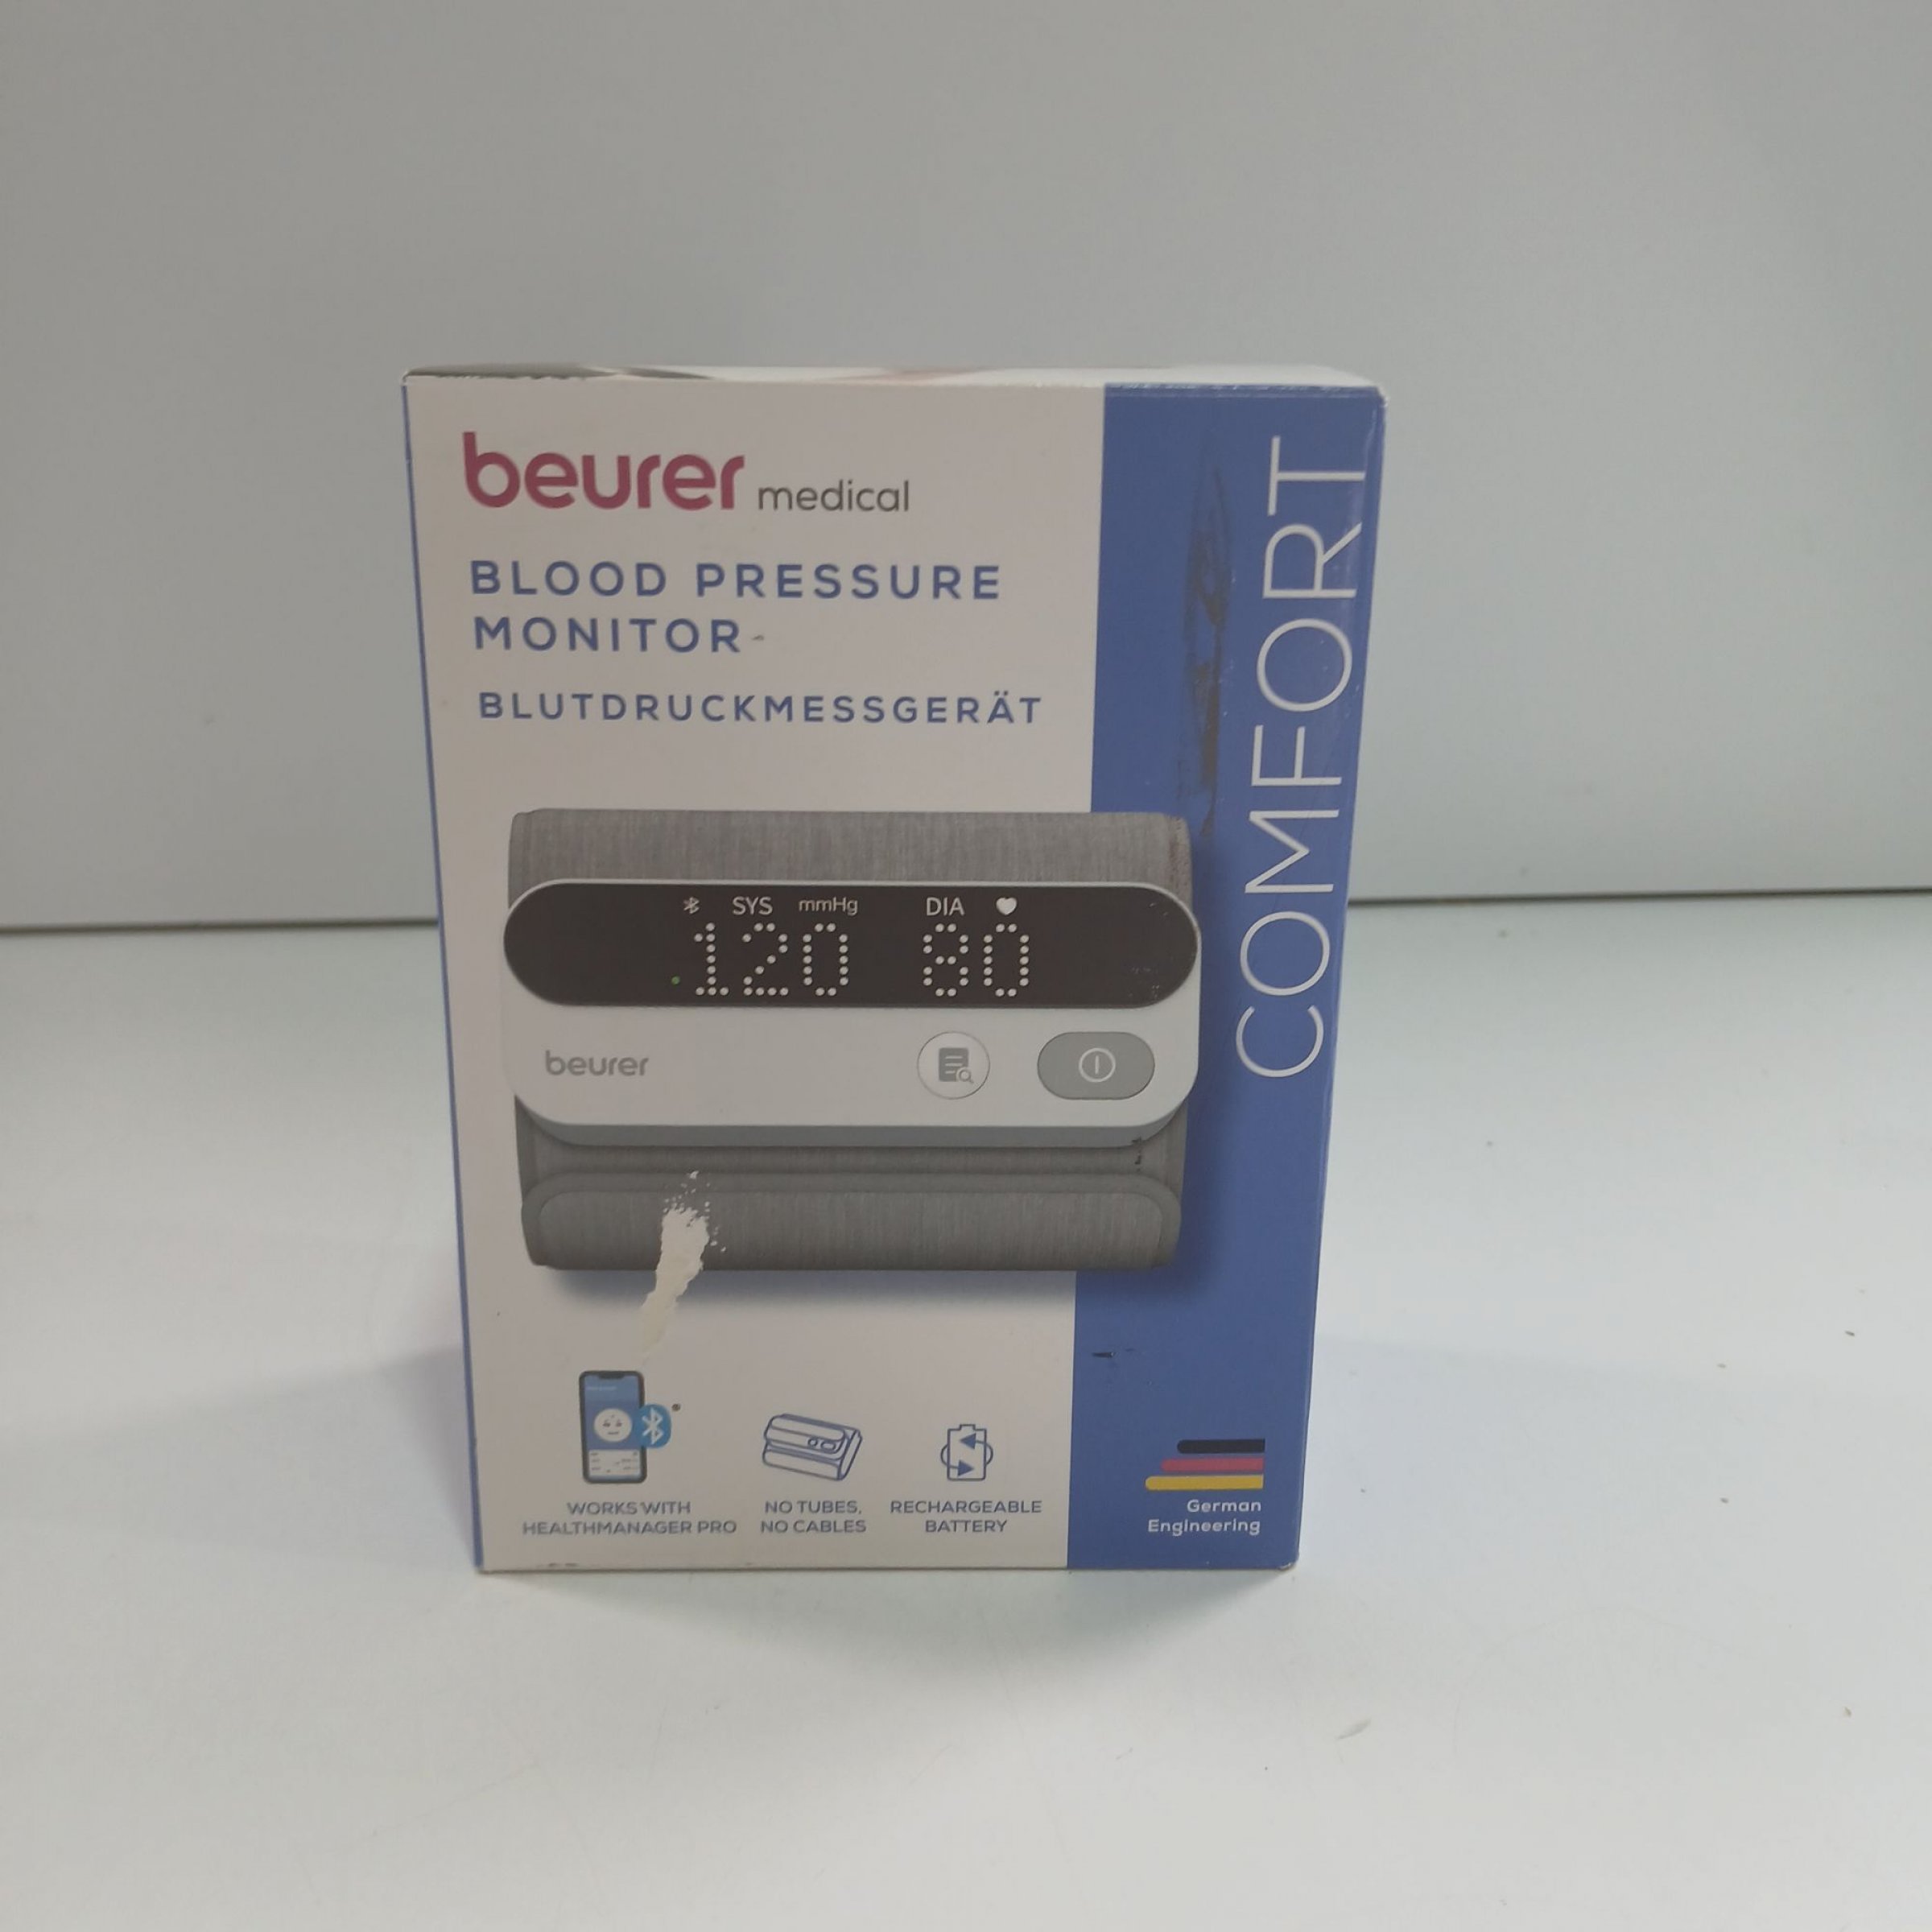 beurer medical
BLOOD PRESSURE
MONITOR
BLUTDRUCKMESSGERÄT
COMFORT
SYS mmHg DIA
120 80
beurer
WORKS WITH
HEALTHMANAGER PRO
NO TUBES,
NO CABLES
RECHARGEABLE
BATTERY
German
Engineering